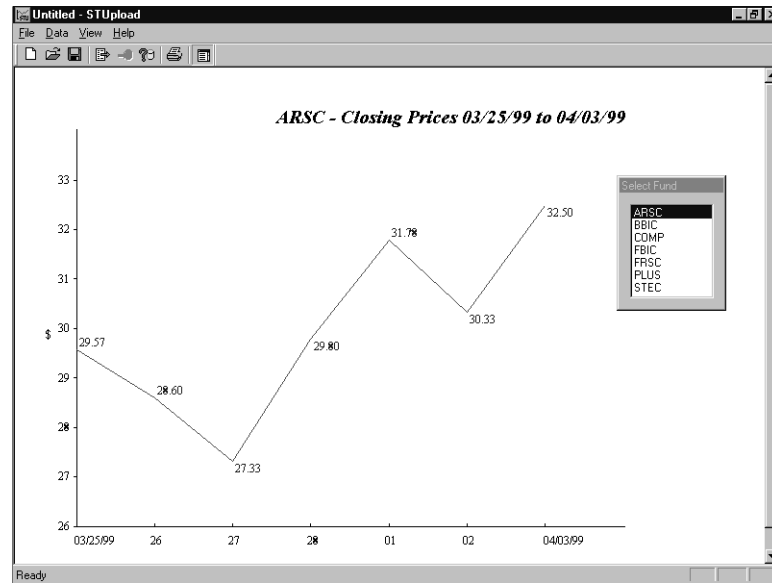 Untitled - STUpload
File Data View Help
ARSC - Closing Prices 03/25/99 to 04/03/99
Select Fund
ARSC
BBIC
COMP
FBIC
FRSC
PLUS
STEC
33
32
31
30
$
29
28
27
26
29.57
28.60
27.33
29.80
31.78
30.33
32.50
03/25/99 26 27 28 01 02 04/03/99
Ready